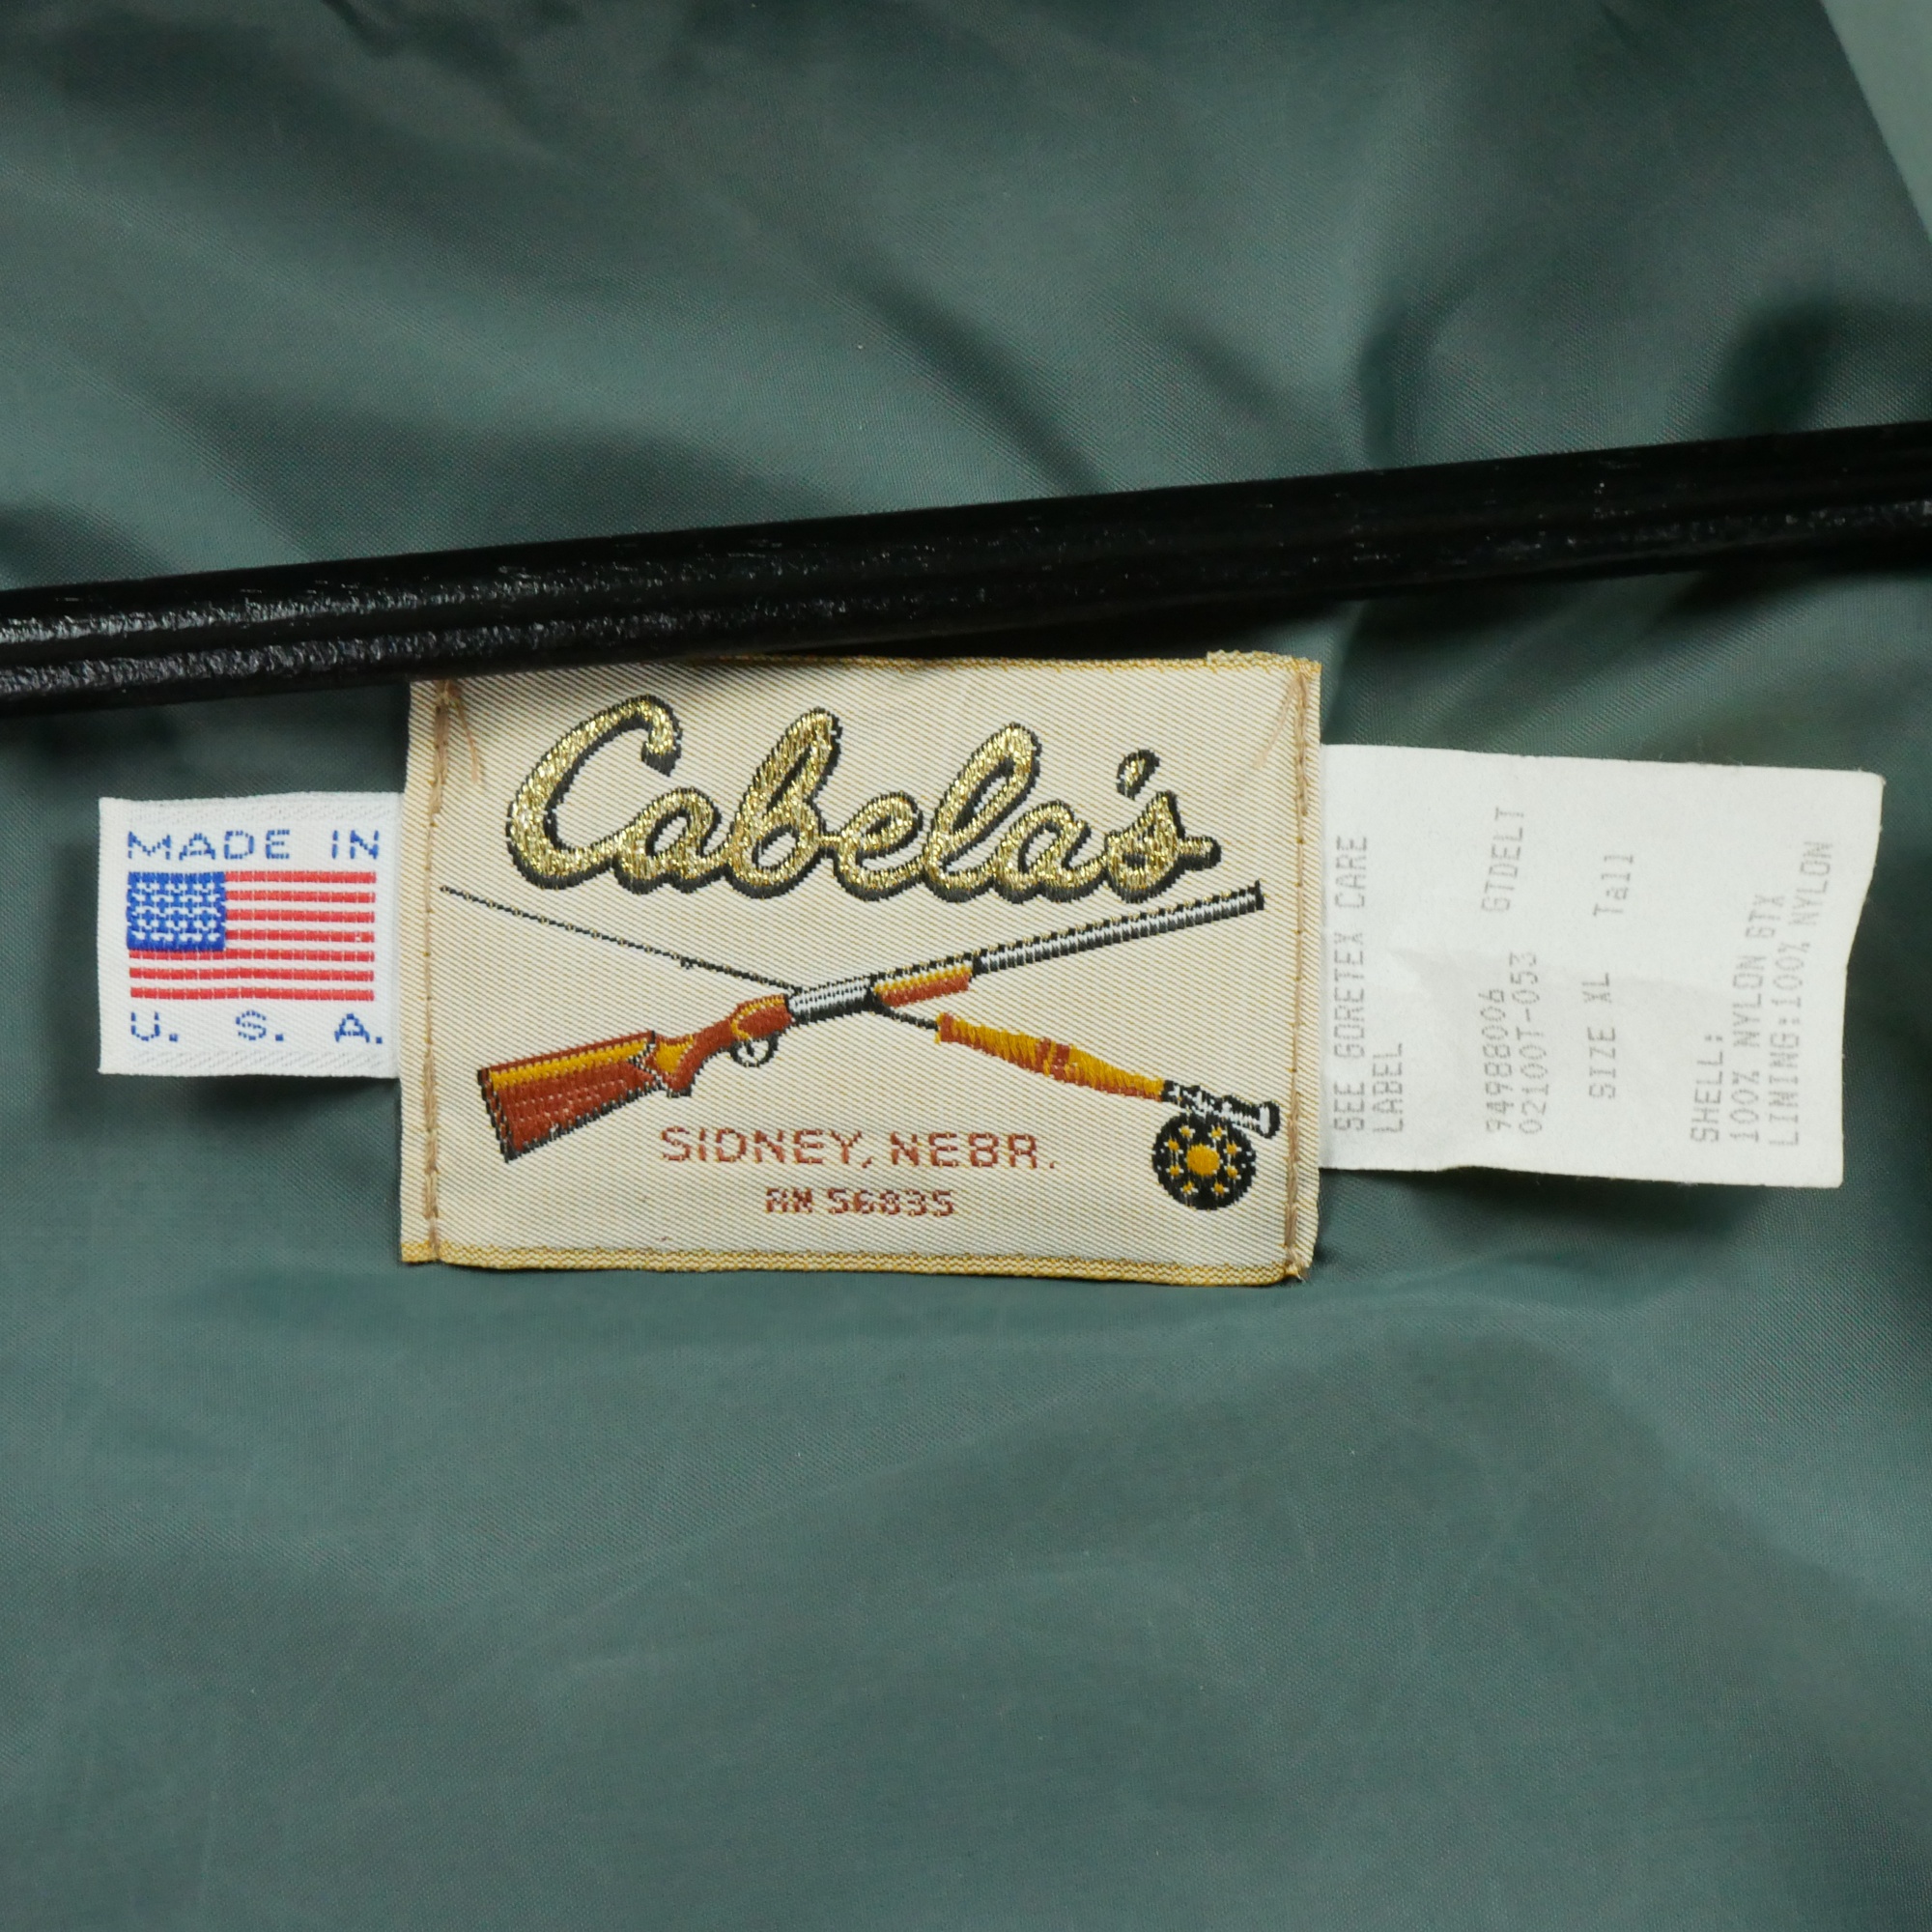 MADE IN
U. S. A.
Cabela's
SIDNEY, NEBR.
RN 56835
SEE GORETEX CARE
LABEL
94988006 GTDELT
02100T-053
SIZE XL Tall
SHELL:
100% NYLON GTX
LINING:100% NYLON